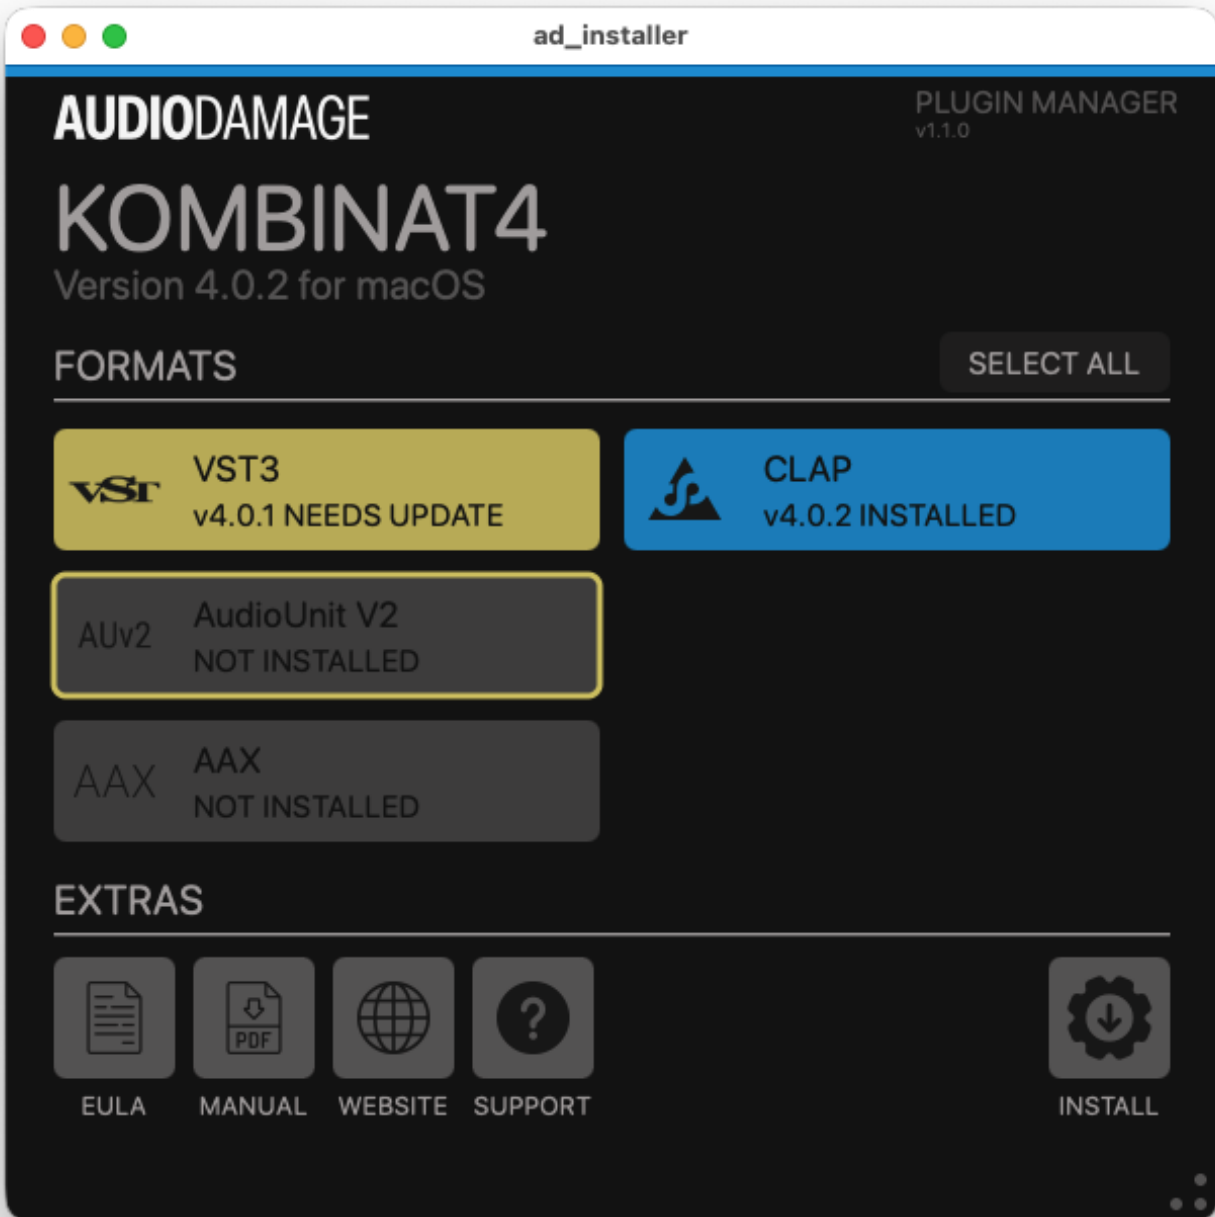 ad_installer
AUDIODAMAGE
PLUGIN MANAGER
v1.1.0
KOMBINAT4
Version 4.0.2 for macOS
FORMATS
SELECT ALL
VST
VST3
v4.0.1 NEEDS UPDATE
CLAP
v4.0.2 INSTALLED
AUv2
AudioUnit V2
NOT INSTALLED
AAX
AAX
NOT INSTALLED
EXTRAS
PDF
EULA
MANUAL
WEBSITE
SUPPORT
INSTALL